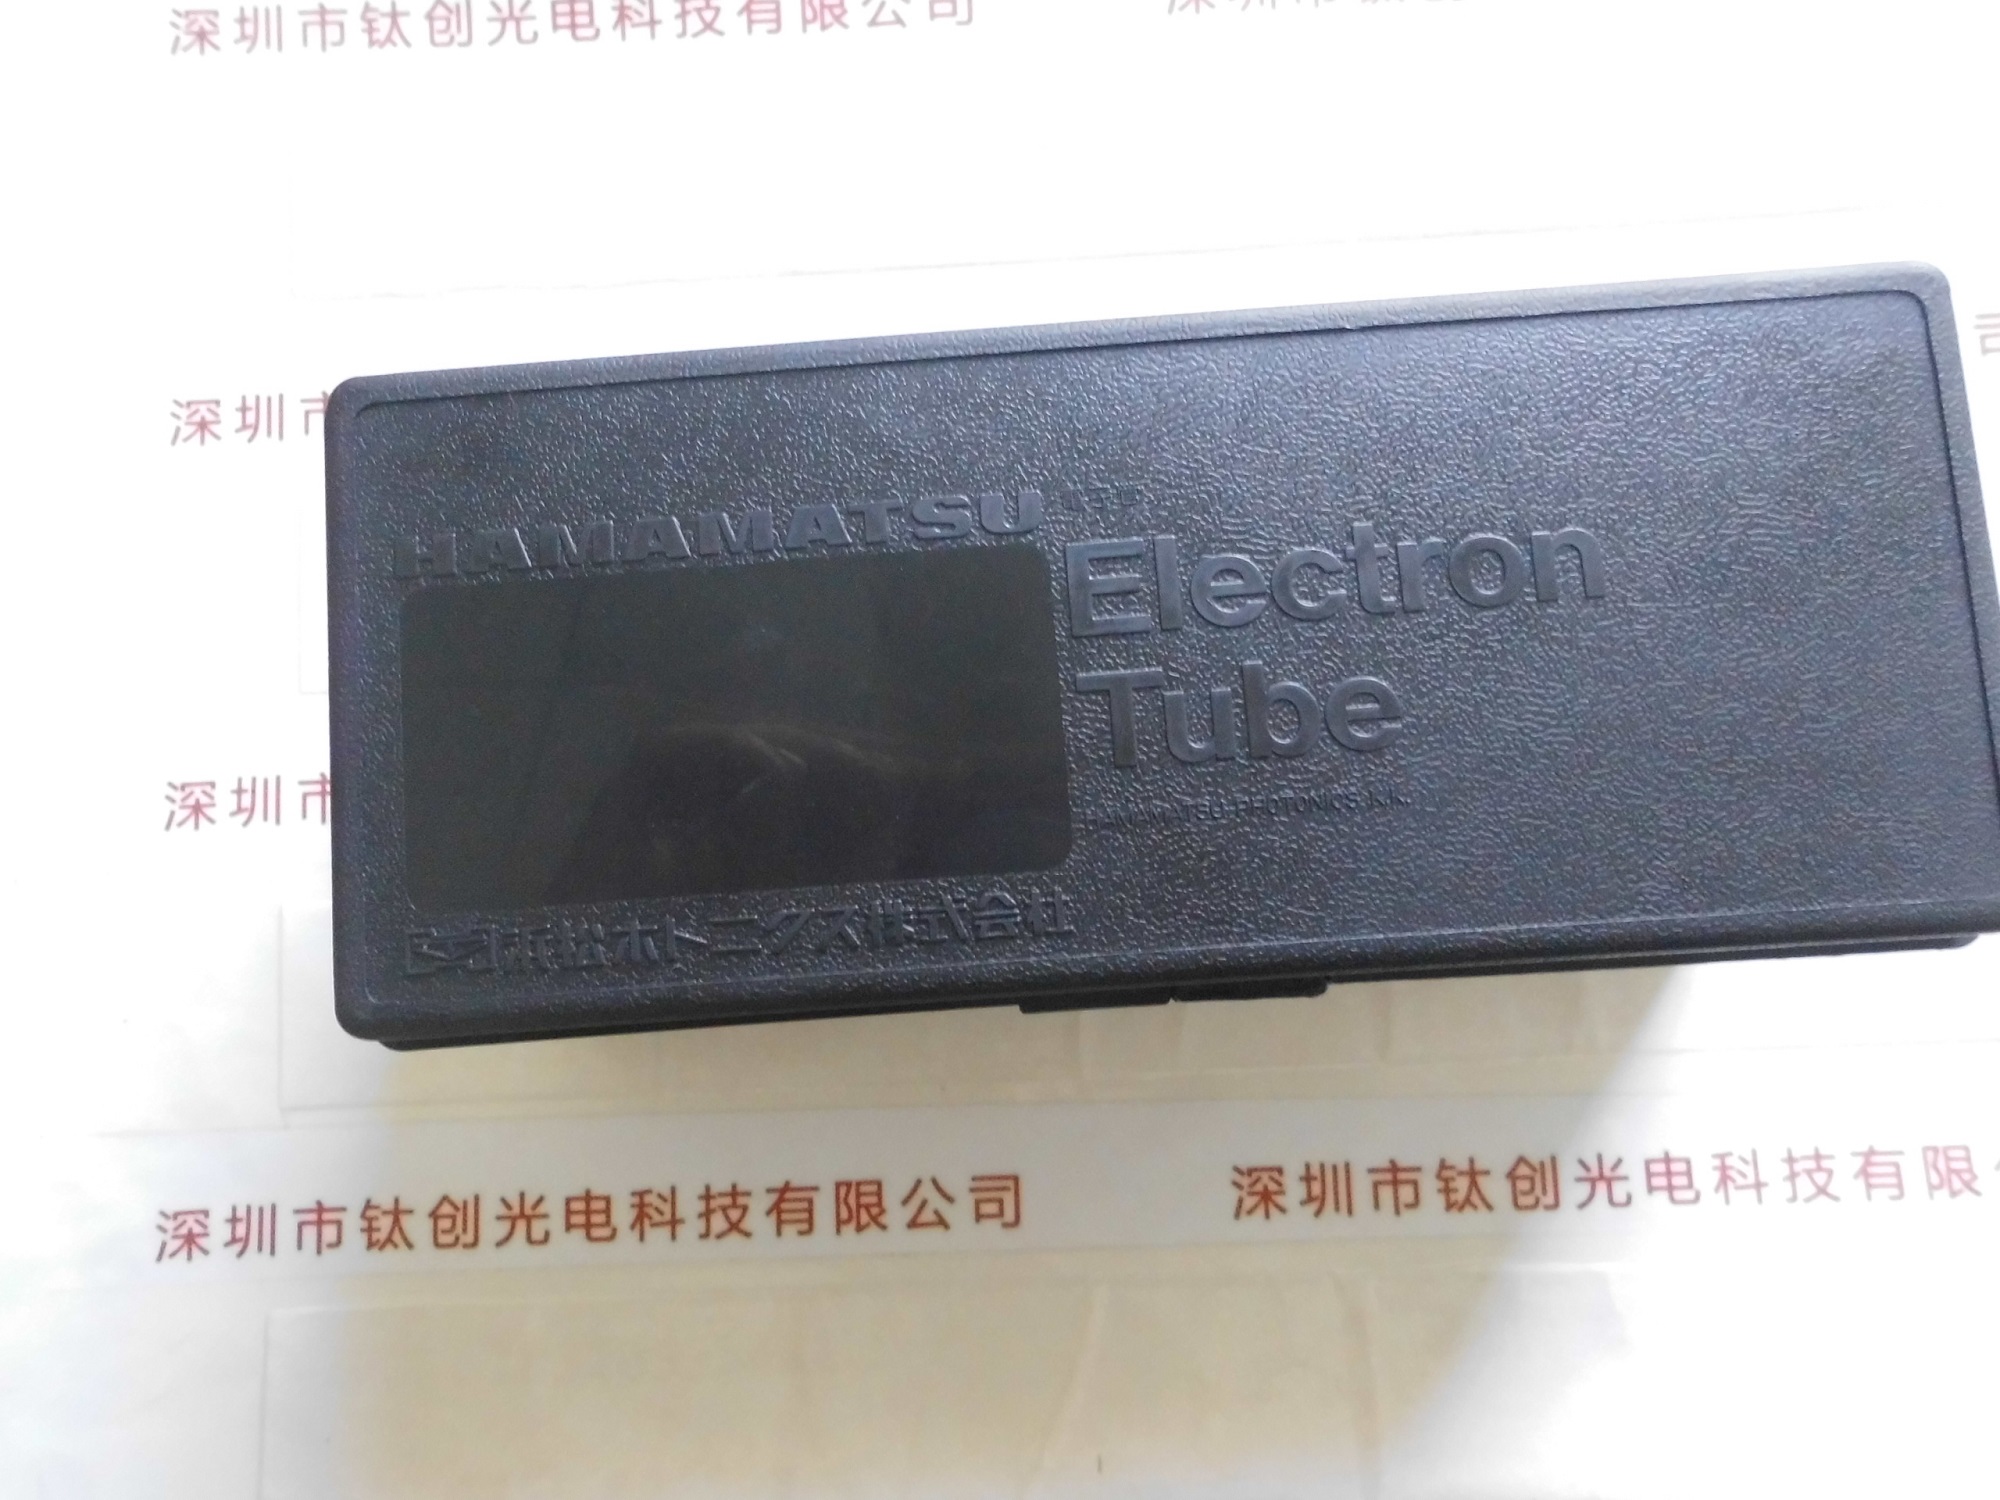 深圳市钛创光电科技有限公司
深圳市
HAMAMATSU
電子管
Electron
Tube
HAMAMATSU PHOTONICS K.K.
浜松ホトニクス株式会社
深圳市
深圳市钛创光电科技有限公司
深圳市钛创光电科技有限